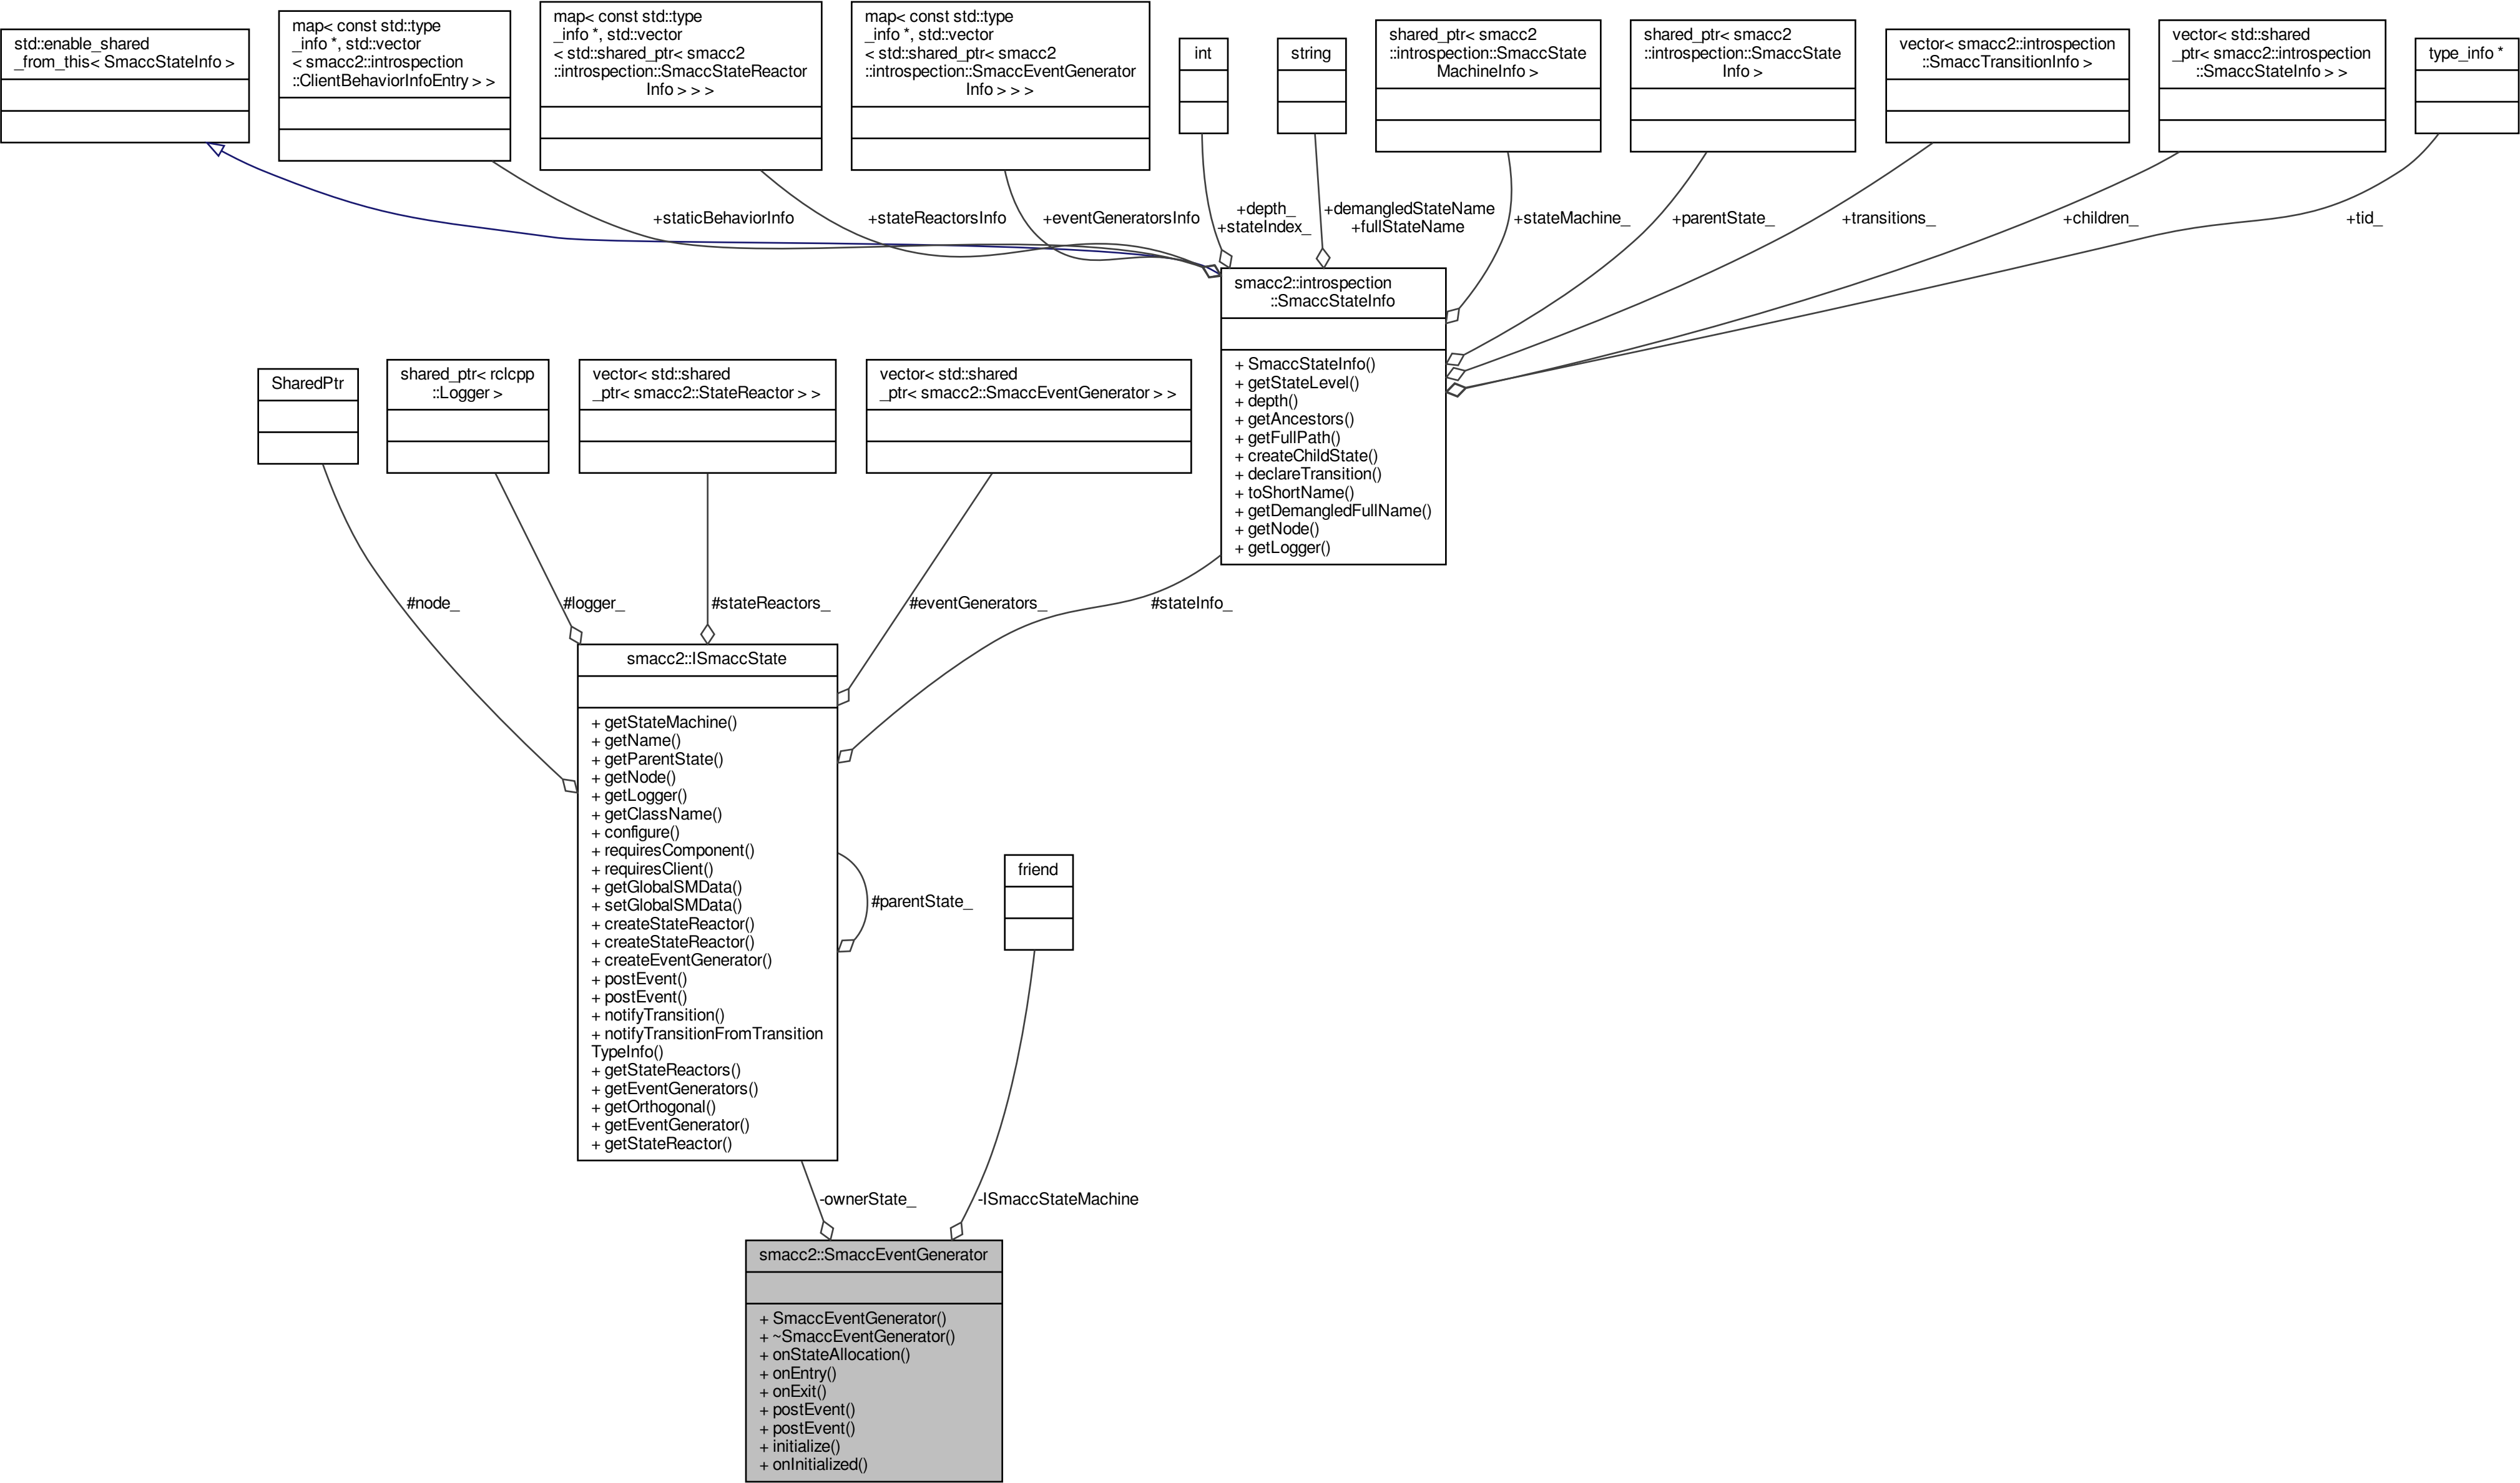 std::enable_shared
_from_this< SmaccStateInfo >
map< const std::type
_info *, std::vector
< smacc2::introspection
::ClientBehaviorInfoEntry > >
map< const std::type
_info *, std::vector
< std::shared_ptr< smacc2
::introspection::SmaccStateReactor
Info > > >
map< const std::type
_info *, std::vector
< std::shared_ptr< smacc2
::introspection::SmaccEventGenerator
Info > > >
int
string
shared_ptr< smacc2
::introspection::SmaccState
MachineInfo >
shared_ptr< smacc2
::introspection::SmaccState
Info >
vector< smacc2::introspection
::SmaccTransitionInfo >
vector< std::shared
_ptr< smacc2::introspection
::SmaccStateInfo > >
type_info *
+staticBehaviorInfo
+stateReactorsInfo
+eventGeneratorsInfo
+depth_
+stateIndex_
+demangledStateName
+fullStateName
+stateMachine_
+parentState_
+transitions_
+children_
+tid_
smacc2::introspection
::SmaccStateInfo
+ SmaccStateInfo()
+ getStateLevel()
+ depth()
+ getAncestors()
+ getFullPath()
+ createChildState()
+ declareTransition()
+ toShortName()
+ getDemangledFullName()
+ getNode()
+ getLogger()
SharedPtr
shared_ptr< rclcpp
::Logger >
vector< std::shared
_ptr< smacc2::StateReactor > >
vector< std::shared
_ptr< smacc2::SmaccEventGenerator > >
#node_
#logger_
#stateReactors_
#eventGenerators_
#stateInfo_
smacc2::ISmaccState
+ getStateMachine()
+ getName()
+ getParentState()
+ getNode()
+ getLogger()
+ getClassName()
+ configure()
+ requiresComponent()
+ requiresClient()
+ getGlobalSMData()
+ setGlobalSMData()
+ createStateReactor()
+ createStateReactor()
+ createEventGenerator()
+ postEvent()
+ postEvent()
+ notifyTransition()
+ notifyTransitionFromTransition
TypeInfo()
+ getStateReactors()
+ getEventGenerators()
+ getOrthogonal()
+ getEventGenerator()
+ getStateReactor()
#parentState_
friend
-ownerState_
-ISmaccStateMachine
smacc2::SmaccEventGenerator
+ SmaccEventGenerator()
+ ~SmaccEventGenerator()
+ onStateAllocation()
+ onEntry()
+ onExit()
+ postEvent()
+ postEvent()
+ initialize()
+ onInitialized()